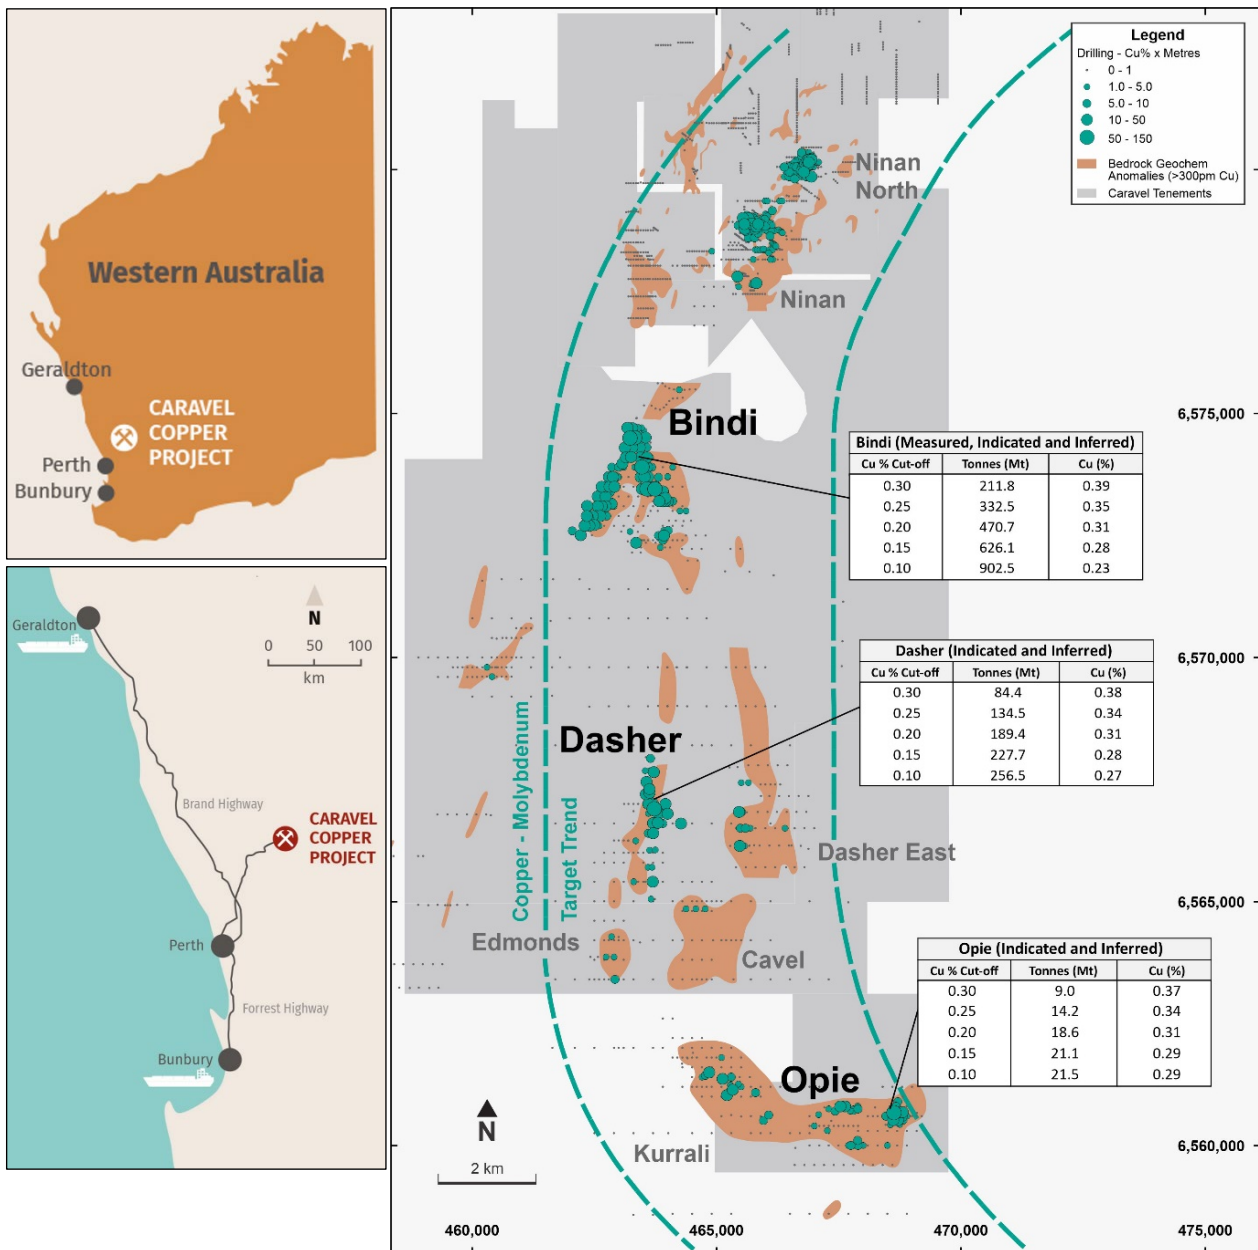 Western Australia
Geraldton
CARAVEL
COPPER
PROJECT
Perth
Bunbury
Geraldton
N
0 50 100
km
Brand Highway
CARAVEL
COPPER
PROJECT
Perth
Forrest Highway
Bunbury
Legend
Drilling - Cu% x Metres
0 - 1
1.0 - 5.0
5.0 - 10
10 - 50
50 - 150
Bedrock Geochem
Anomalies (>300pm Cu)
Caravel Tenements
Ninan
North
Ninan
Bindi
6,575,000
Bindi (Measured, Indicated and Inferred)
Cu % Cut-off Tonnes (Mt) Cu (%)
0.30 211.8 0.39
0.25 332.5 0.35
0.20 470.7 0.31
0.15 626.1 0.28
0.10 902.5 0.23
Dasher (Indicated and Inferred)
6,570,000
Cu % Cut-off Tonnes (Mt) Cu (%)
0.30 84.4 0.38
0.25 134.5 0.34
0.20 189.4 0.31
0.15 227.7 0.28
0.10 256.5 0.27
Copper - Molybdenum
Target Trend
Dasher
Dasher East
6,565,000
Edmonds
Cavel
Opie (Indicated and Inferred)
Cu % Cut-off Tonnes (Mt) Cu (%)
0.30 9.0 0.37
0.25 14.2 0.34
0.20 18.6 0.31
0.15 21.1 0.29
0.10 21.5 0.29
Opie
Kurrali
6,560,000
N
2 km
460,000 465,000 470,000 475,000